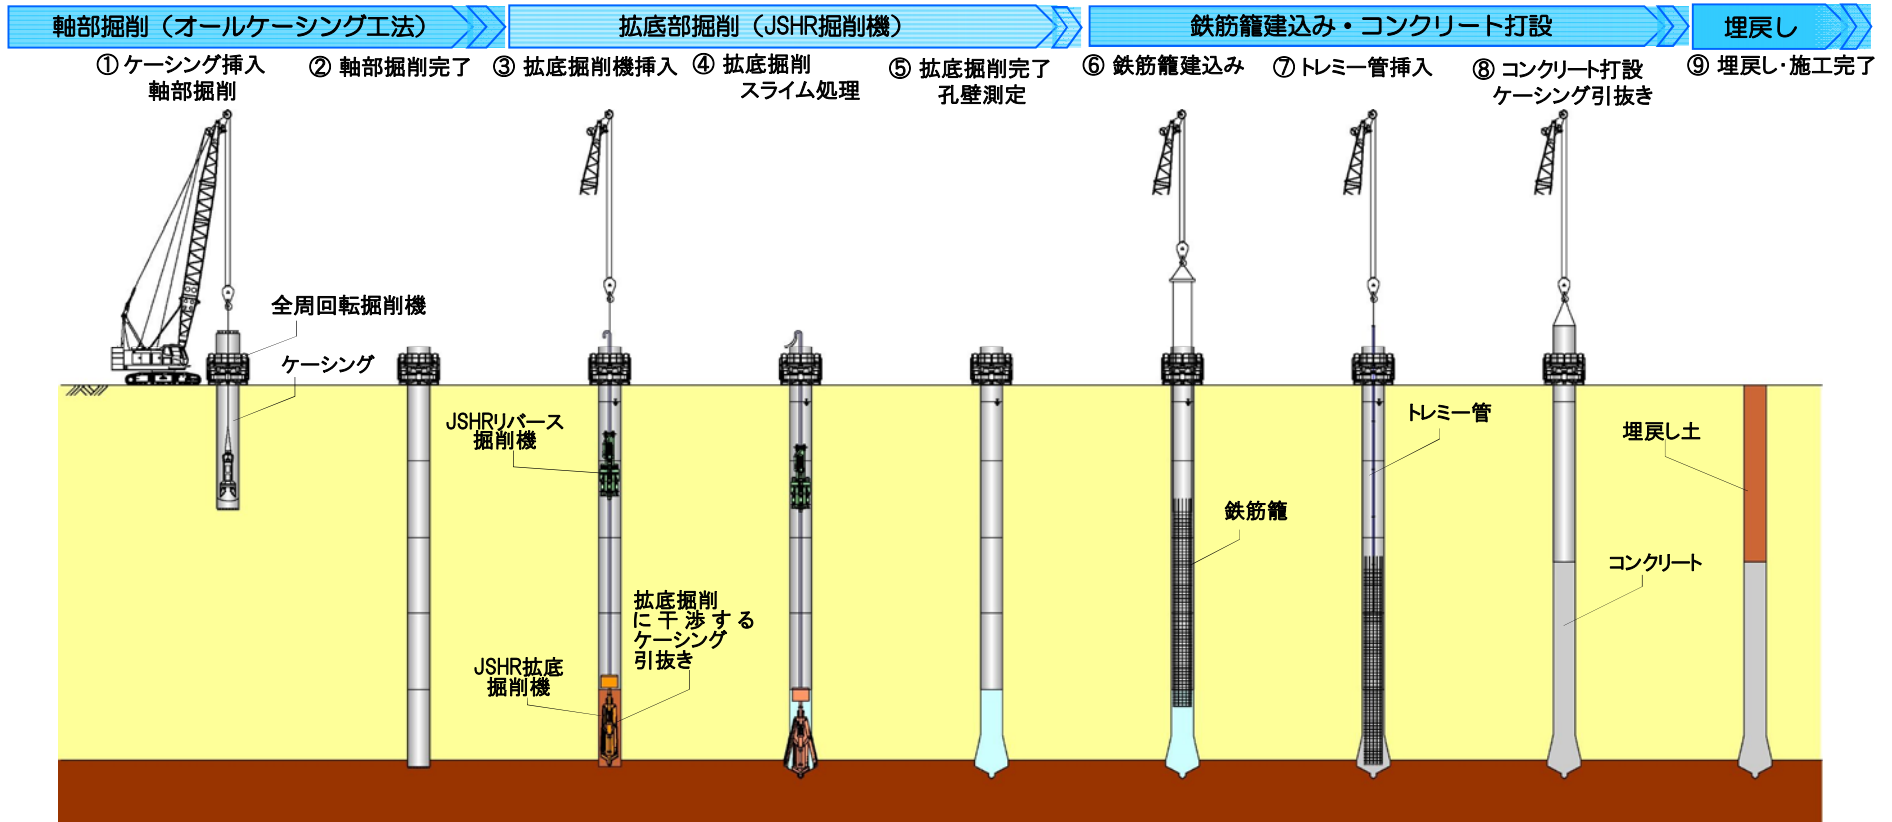 軸部掘削（オールケーシング工法）
拡底部掘削（JSHR掘削機）
鉄筋籠建込み・コンクリート打設
埋戻し
① ケーシング挿入
軸部掘削
② 軸部掘削完了
③ 拡底掘削機挿入
④ 拡底掘削
スライム処理
⑤ 拡底掘削完了
孔壁測定
⑥ 鉄筋籠建込み
⑦トレミー管挿入
⑧ コンクリート打設
ケーシング引抜き
⑨ 埋戻し・施工完了
全周回転掘削機
ケーシング
JSHRリバース
掘削機
拡底掘削
に干渉する
ケーシング
引抜き
JSHR拡底
掘削機
鉄筋籠
トレミー管
コンクリート
埋戻し土